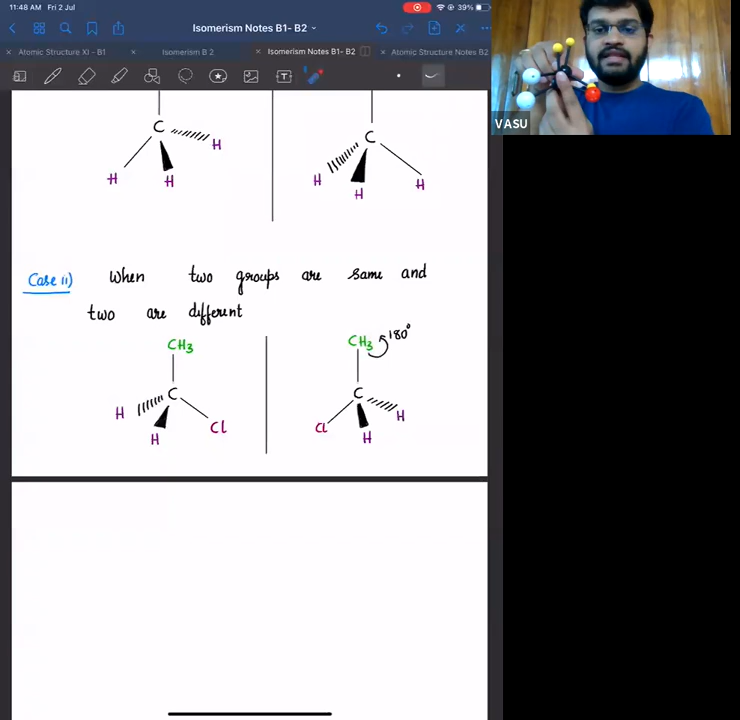 11:48 AM Fri 2 Jul
39%
Isomerism Notes B1- B2
Atomic Structure XI - B1
Isomerism B 2
Isomerism Notes B1- B2
Atomic Structure Notes B2
VASU
C
H
H
H
C
H
H
H
Case ii) When two groups are same and
two are different
CH3
C
H
H
Cl
CH3
180°
C
Cl
H
H